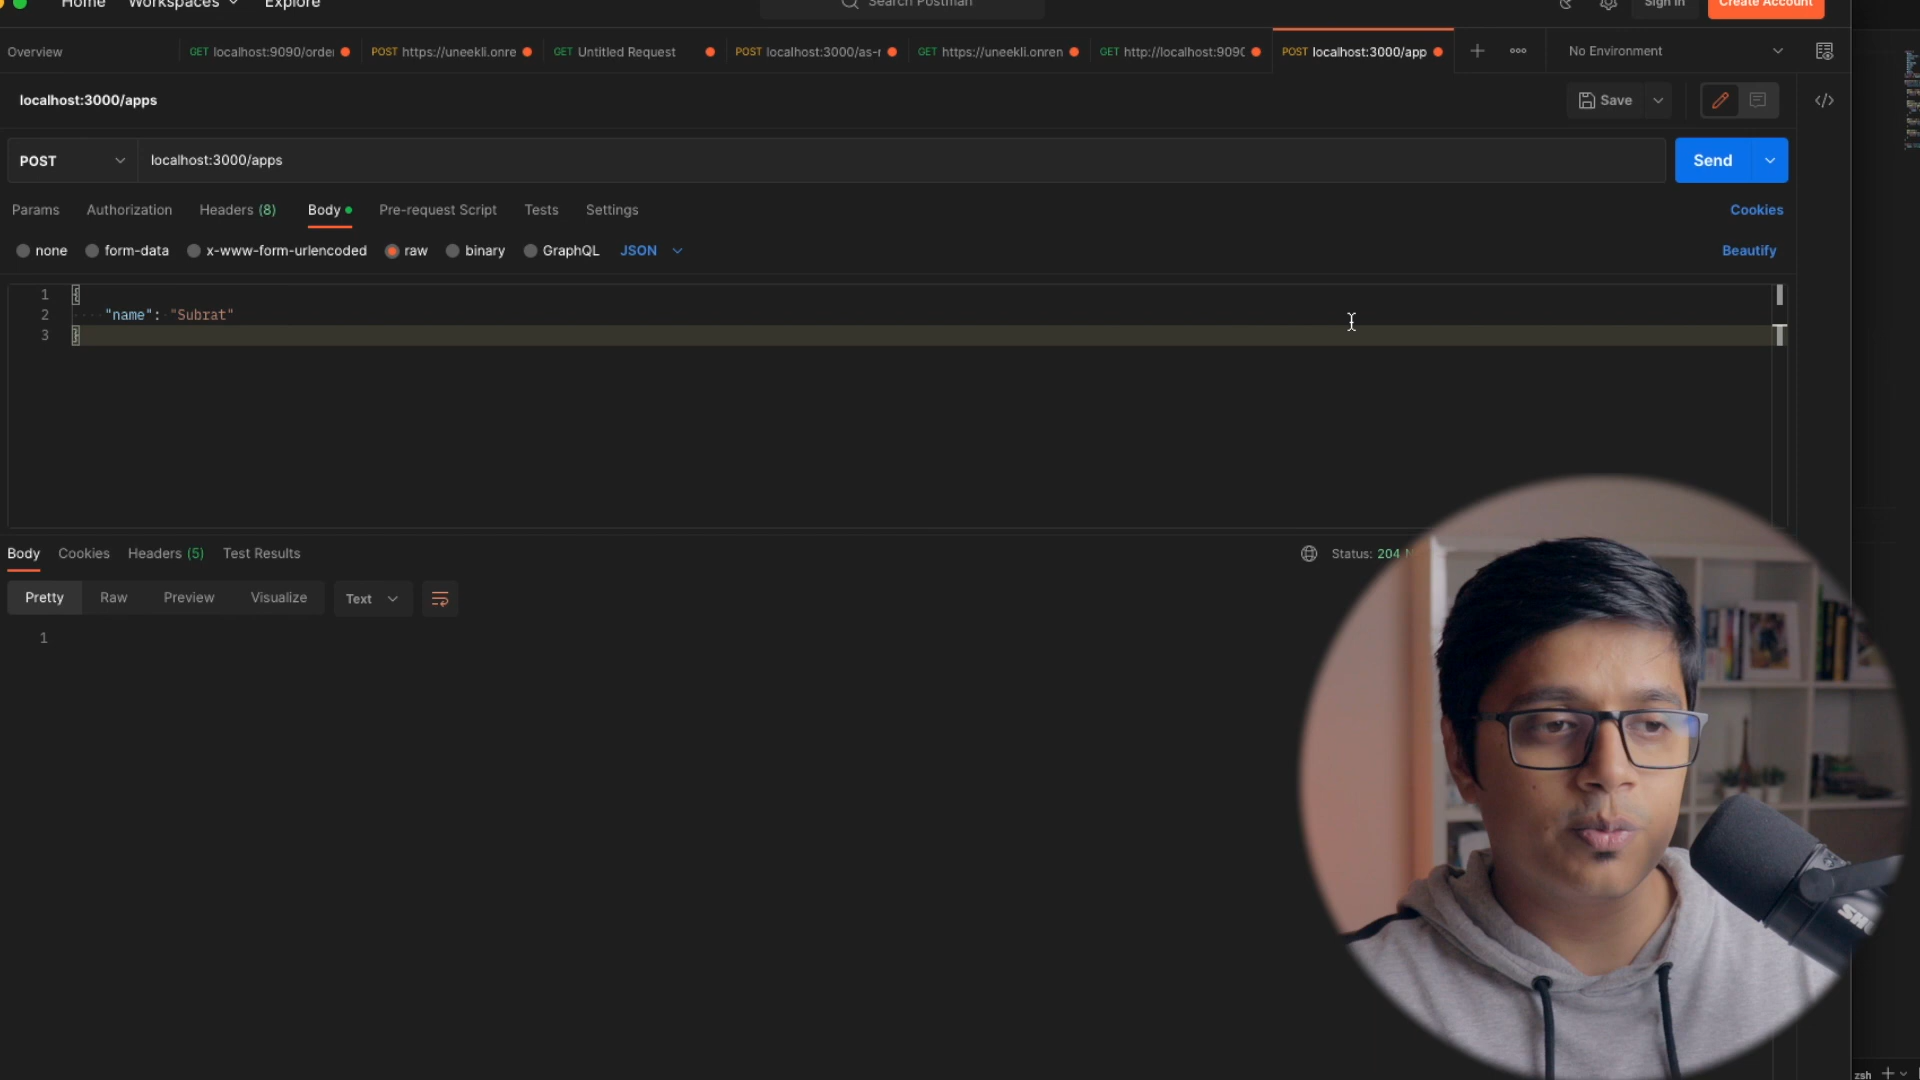 Home Workspaces Explore
Search Postman
Sign In
Create Account
Overview
GET localhost:9090/order
POST https://uneekli.onre
GET Untitled Request
POST localhost:3000/as-r
GET https://uneekli.onren
GET http://localhost:9090
POST localhost:3000/app
No Environment
localhost:3000/apps
Save
POST
localhost:3000/apps
Send
Params Authorization Headers (8) Body Pre-request Script Tests Settings Cookies
none form-data x-www-form-urlencoded raw binary GraphQL JSON Beautify
1 {
2 "name": "Subrat"
3 }
Body Cookies Headers (5) Test Results
Status: 204
Pretty Raw Preview Visualize Text
1
zsh